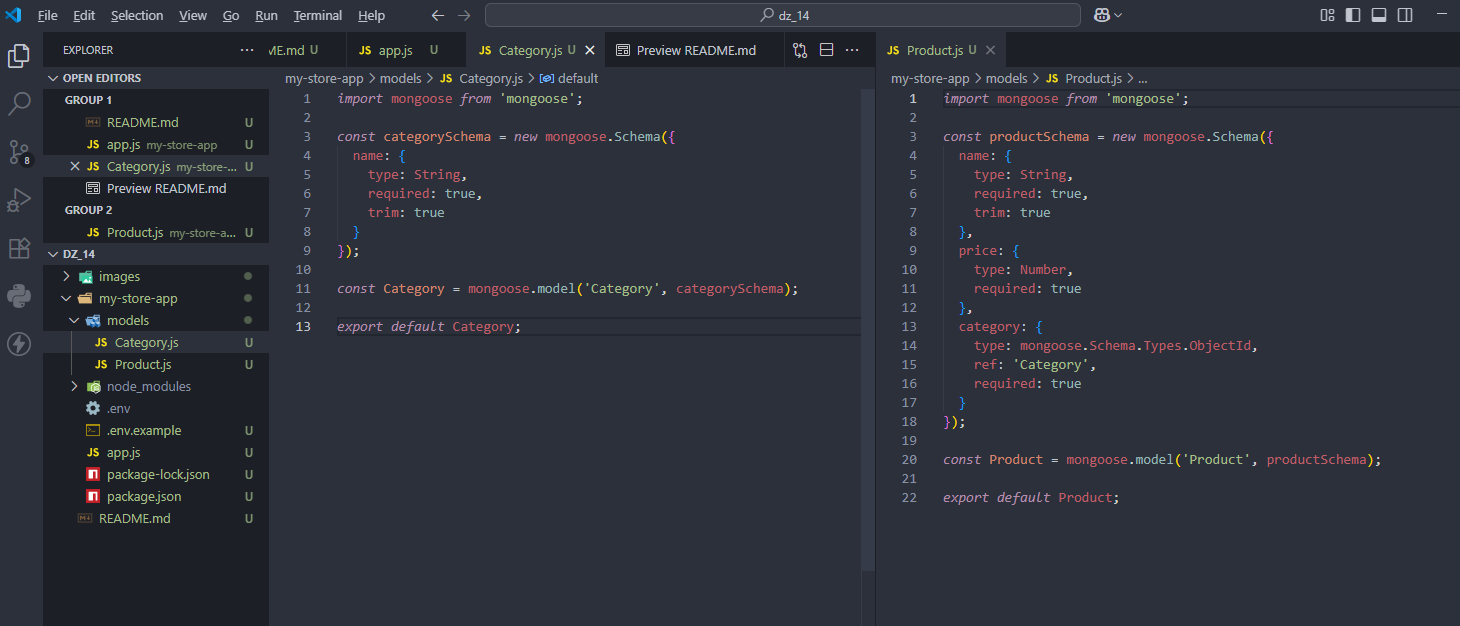 File Edit Selection View Go Run Terminal Help
dz_14
EXPLORER
OPEN EDITORS
GROUP 1
README.md U
JS app.js my-store-app U
JS Category.js my-store-... U
Preview README.md
GROUP 2
JS Product.js my-store-a... U
DZ_14
images
my-store-app
models
JS Category.js U
JS Product.js U
node_modules
.env
.env.example U
JS app.js U
package-lock.json U
package.json U
README.md U
8
ME.md U
JS app.js U
JS Category.js U
Preview README.md
my-store-app > models > JS Category.js > default
1 import mongoose from 'mongoose';
2
3 const categorySchema = new mongoose.Schema({
4   name: {
5     type: String,
6     required: true,
7     trim: true
8   }
9 });
10
11 const Category = mongoose.model('Category', categorySchema);
12
13 export default Category;
JS Product.js U
my-store-app > models > JS Product.js > ...
1 import mongoose from 'mongoose';
2
3 const productSchema = new mongoose.Schema({
4   name: {
5     type: String,
6     required: true,
7     trim: true
8   },
9   price: {
10     type: Number,
11     required: true
12   },
13   category: {
14     type: mongoose.Schema.Types.ObjectId,
15     ref: 'Category',
16     required: true
17   }
18 });
19
20 const Product = mongoose.model('Product', productSchema);
21
22 export default Product;